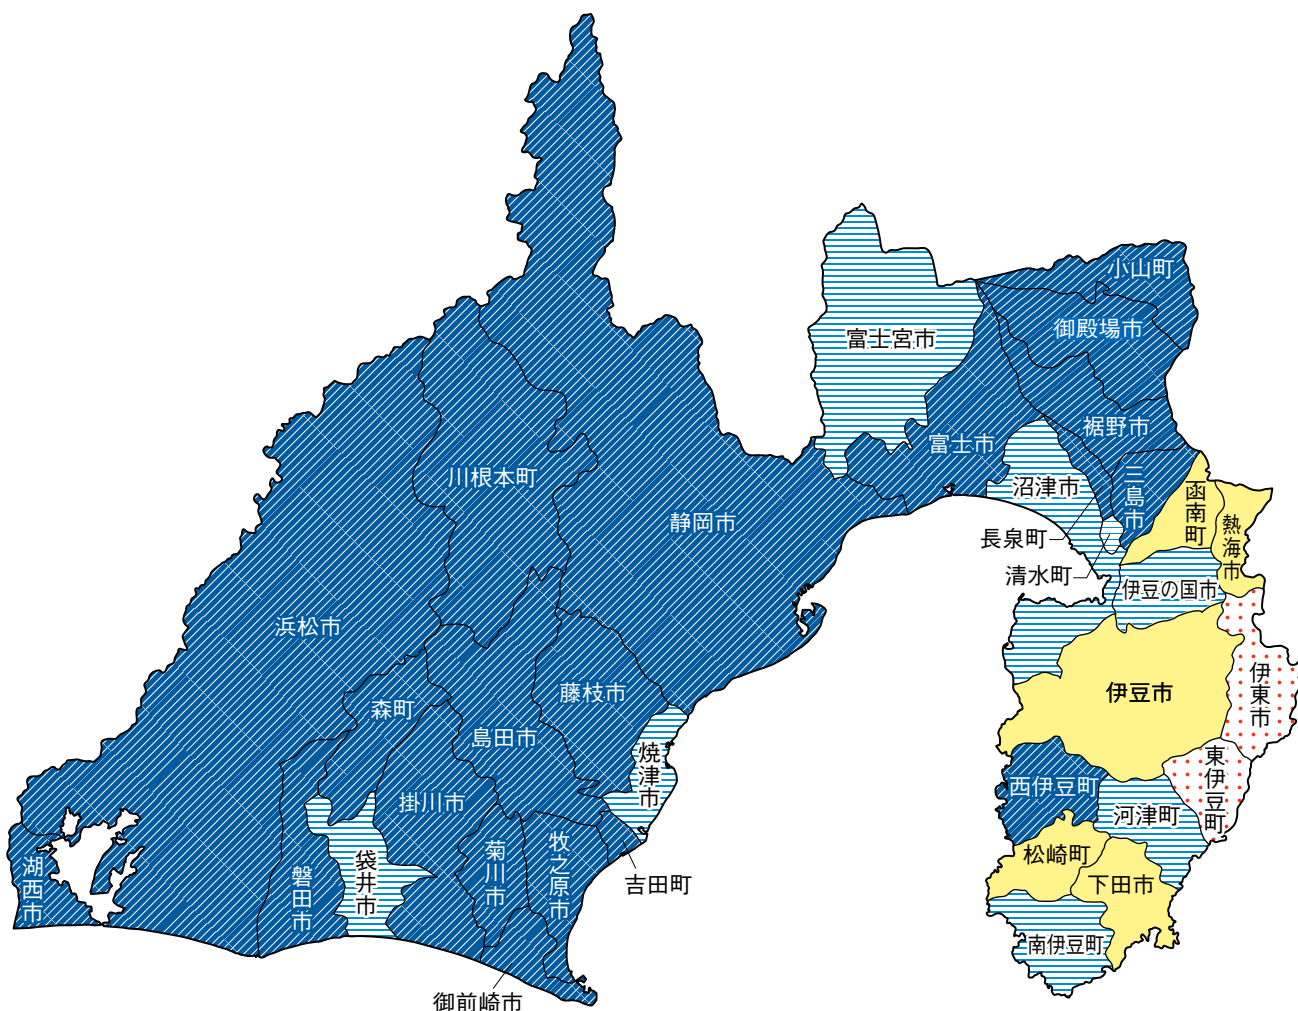 小山町
御殿場市
富士宮市
裾野市
富士市
川根本町
三島市
函南町
沼津市
静岡市
熱海市
長泉町
清水町
伊豆の国市
浜松市
伊東市
藤枝市
伊豆市
森町
島田市
焼津市
東伊豆町
西伊豆町
掛川市
河津町
松崎町
菊川市
牧之原市
湖西市
磐田市
袋井市
吉田町
下田市
南伊豆町
御前崎市